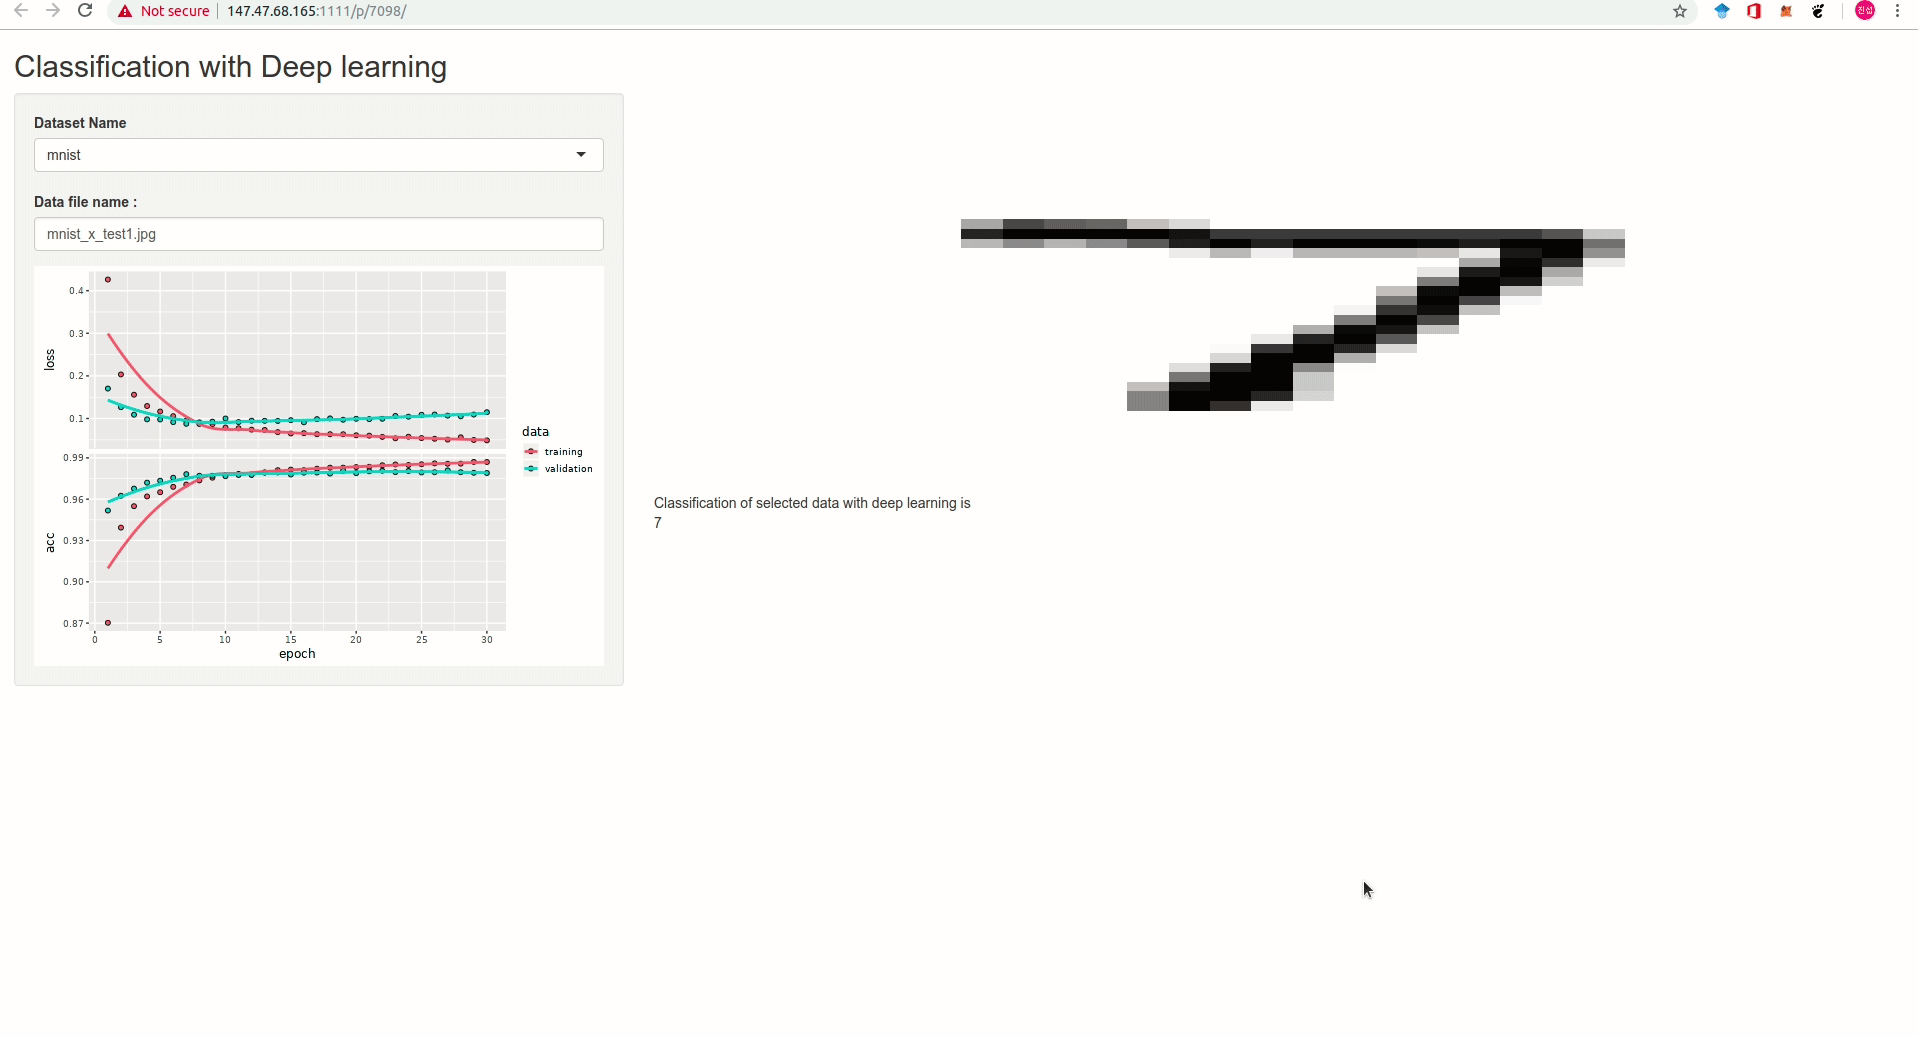 Not secure 147.47.68.165:1111/p/7098/
진섭
Classification with Deep learning
Dataset Name
mnist
Data file name :
mnist_x_test1.jpg
0.4
0.3
0.2
0.1
loss
0.99
0.96
0.93
0.90
0.87
acc
0 5 10 15 20 25 30
epoch
data
training
validation
Classification of selected data with deep learning is
7